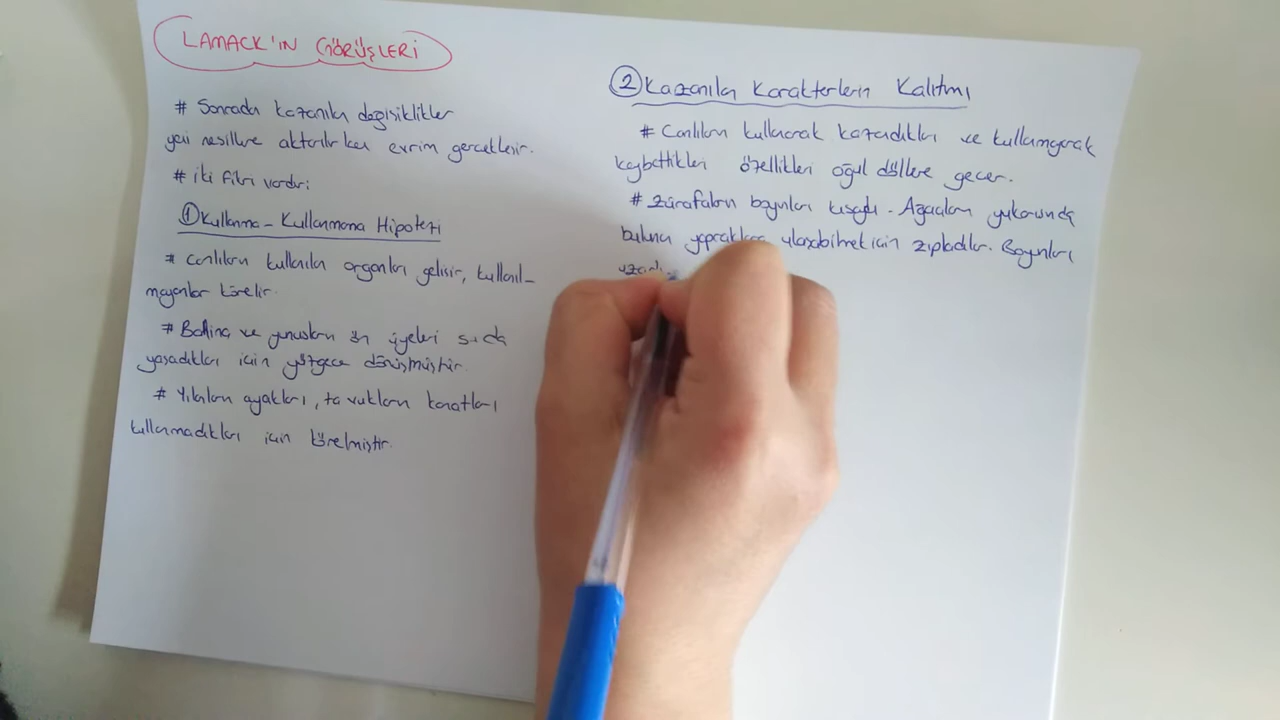 LAMACK'IN GÖRÜŞLERİ
# Sonradan kazanılan değişiklikler
yeni nesillere aktarılırken evrim gerçekleşir.
# iki fikri vardır:
① Kullanma - Kullanmama Hipotezi
# Canlıların kullanılan organları gelişir, kullanıl-
mayanlar körelir.
# Balina ve yunusların ön üyeleri suda
yaşadıkları için yüzgece dönüşmüştür.
# Yılanların ayakları, tavukların kanatları
kullanmadıkları için körelmiştir.
② Kazanılan Karakterlerin Kalıtımı
# Canlıların kullanarak kazandıkları ve kullanmayarak
kaybettikleri özellikleri oğul döllere geçer.
# Zürafaların boyunları kısaydı. Ağaçların yukarısında
bulunan yapraklara ulaşabilmek için zıpladılar. Boyunları
uzadı.